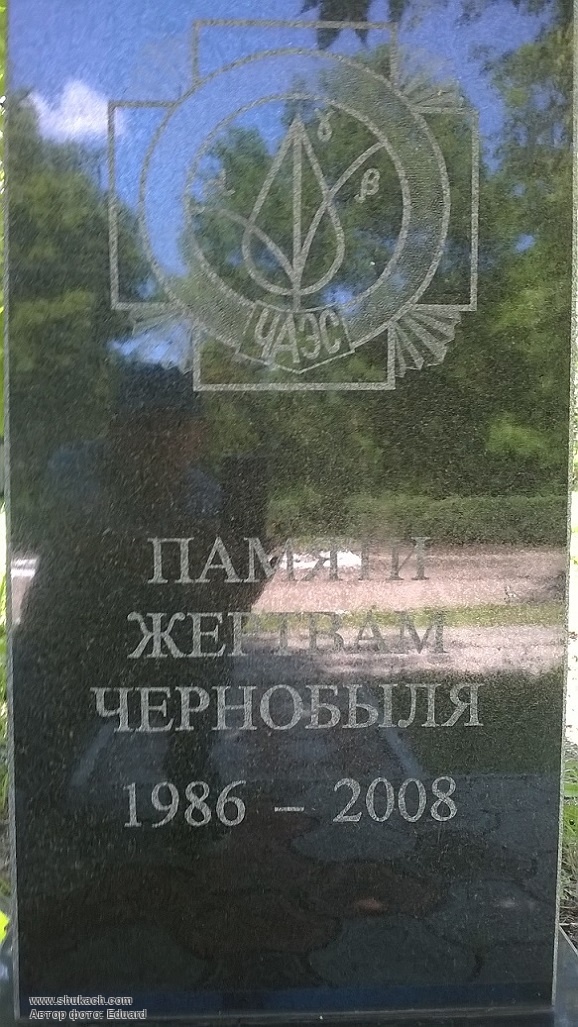 γ
β
ЧАЭС
ПАМЯТИ
ЖЕРТВАМ
ЧЕРНОБЫЛЯ
1986 – 2008
www.shukach.com
Автор фото: Eduard